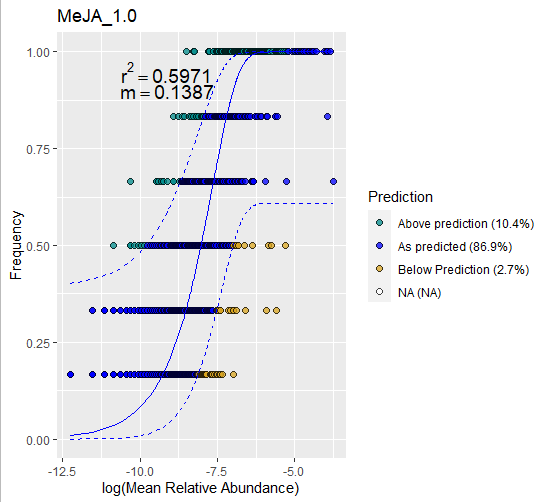 MeJA_1.0
1.00
0.75
0.50
0.25
0.00
Frequency
r² = 0.5971
m = 0.1387
-12.5 -10.0 -7.5 -5.0
log(Mean Relative Abundance)
Prediction
Above prediction (10.4%)
As predicted (86.9%)
Below Prediction (2.7%)
NA (NA)